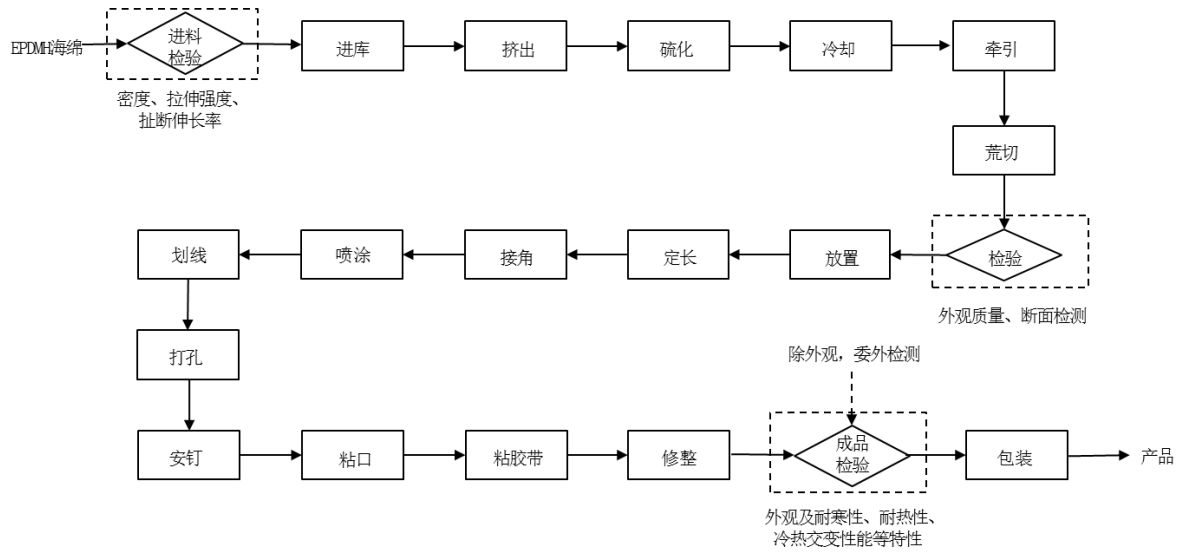 EPDMH海绵
进料
检验
进库
挤出
硫化
冷却
牵引
密度、拉伸强度、
扯断伸长率
荒切
检验
放置
定长
接角
喷涂
划线
外观质量、断面检测
打孔
除外观，委外检测
安钉
粘口
粘胶带
修整
成品
检验
包装
产品
外观及耐寒性、耐热性、
冷热交变性能等特性